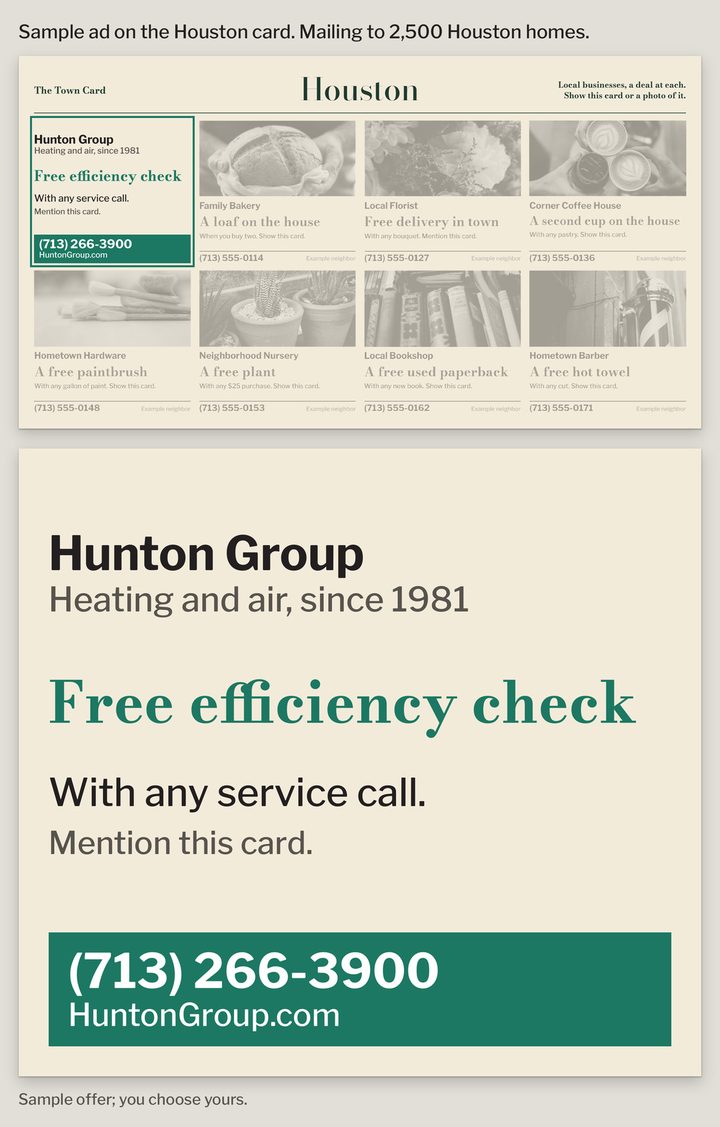 Sample ad on the Houston card. Mailing to 2,500 Houston homes.
The Town Card
Houston
Local businesses, a deal at each.
Show this card or a photo of it.
Hunton Group
Heating and air, since 1981
Free efficiency check
With any service call.
Mention this card.
(713) 266-3900
HuntonGroup.com
Family Bakery
A loaf on the house
When you buy two. Show this card.
(713) 555-0114
Example neighbor
Local Florist
Free delivery in town
With any bouquet. Mention this card.
(713) 555-0127
Example neighbor
Corner Coffee House
A second cup on the house
With any pastry. Show this card.
(713) 555-0136
Example neighbor
Hometown Hardware
A free paintbrush
With any gallon of paint. Show this card.
(713) 555-0148
Example neighbor
Neighborhood Nursery
A free plant
With any $25 purchase. Show this card.
(713) 555-0153
Example neighbor
Local Bookshop
A free used paperback
With any new book. Show this card.
(713) 555-0162
Example neighbor
Hometown Barber
A free hot towel
With any cut. Show this card.
(713) 555-0171
Example neighbor
Hunton Group
Heating and air, since 1981
Free efficiency check
With any service call.
Mention this card.
(713) 266-3900
HuntonGroup.com
Sample offer; you choose yours.